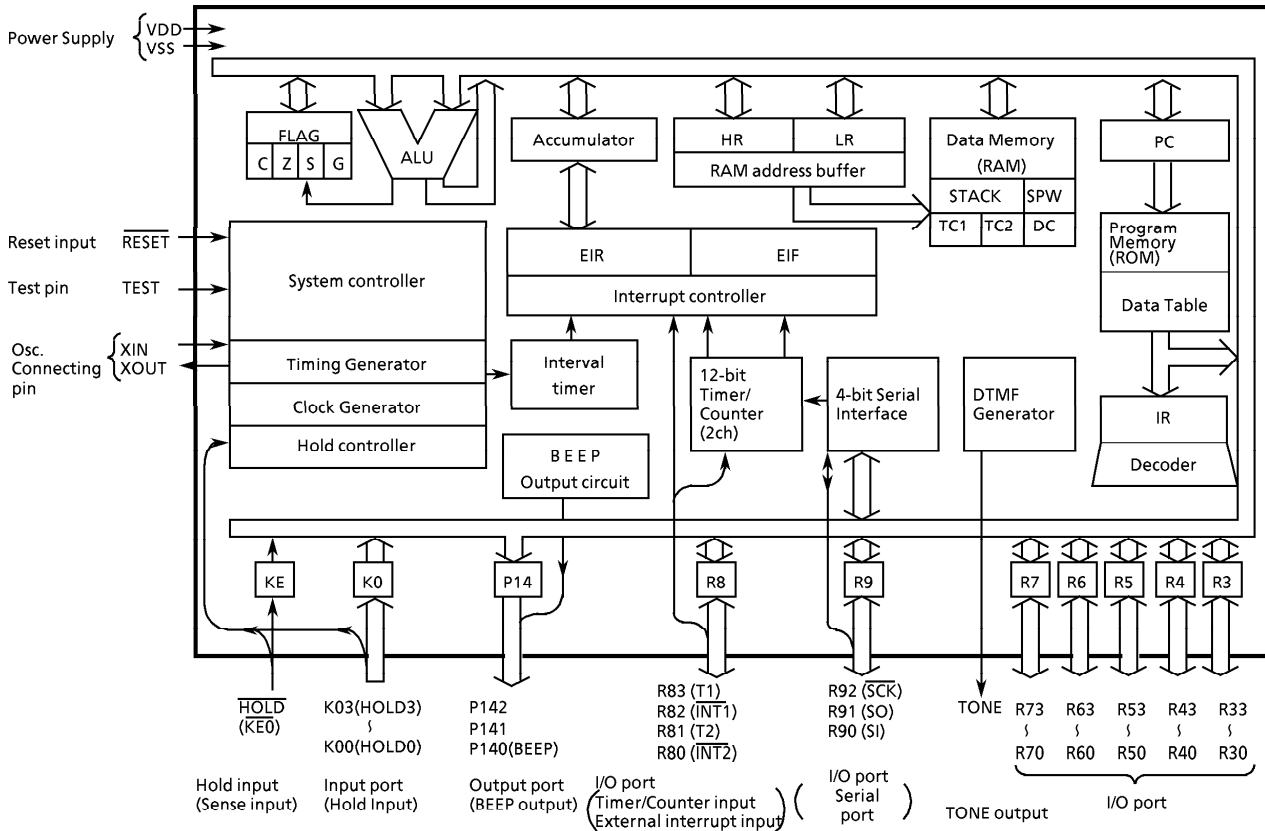 Power Supply
VDD
VSS
FLAG
C Z S G
ALU
Accumulator
HR LR
RAM address buffer
Data Memory
(RAM)
STACK SPW
TC1 TC2 DC
PC
Program
Memory
(ROM)
Data Table
Reset input RESET
Test pin TEST
Osc.
Connecting
pin
XIN
XOUT
System controller
Timing Generator
Clock Generator
Hold controller
EIR EIF
Interrupt controller
Interval
timer
12-bit
Timer/
Counter
(2ch)
4-bit Serial
Interface
DTMF
Generator
IR
Decoder
BEEP
Output circuit
KE K0 P14 R8 R9 R7 R6 R5 R4 R3
HOLD
(KE0)
K03(HOLD3)
~
K00(HOLD0)
P142
P141
P140(BEEP)
R83 (T1)
R82 (INT1)
R81 (T2)
R80 (INT2)
R92 (SCK)
R91 (SO)
R90 (SI)
TONE
R73 R63 R53 R43 R33
~ ~ ~ ~ ~
R70 R60 R50 R40 R30
Hold input
(Sense input)
Input port
(Hold Input)
Output port
(BEEP output)
I/O port
(Timer/Counter input
External interrupt input)
I/O port
(Serial
port)
TONE output
I/O port